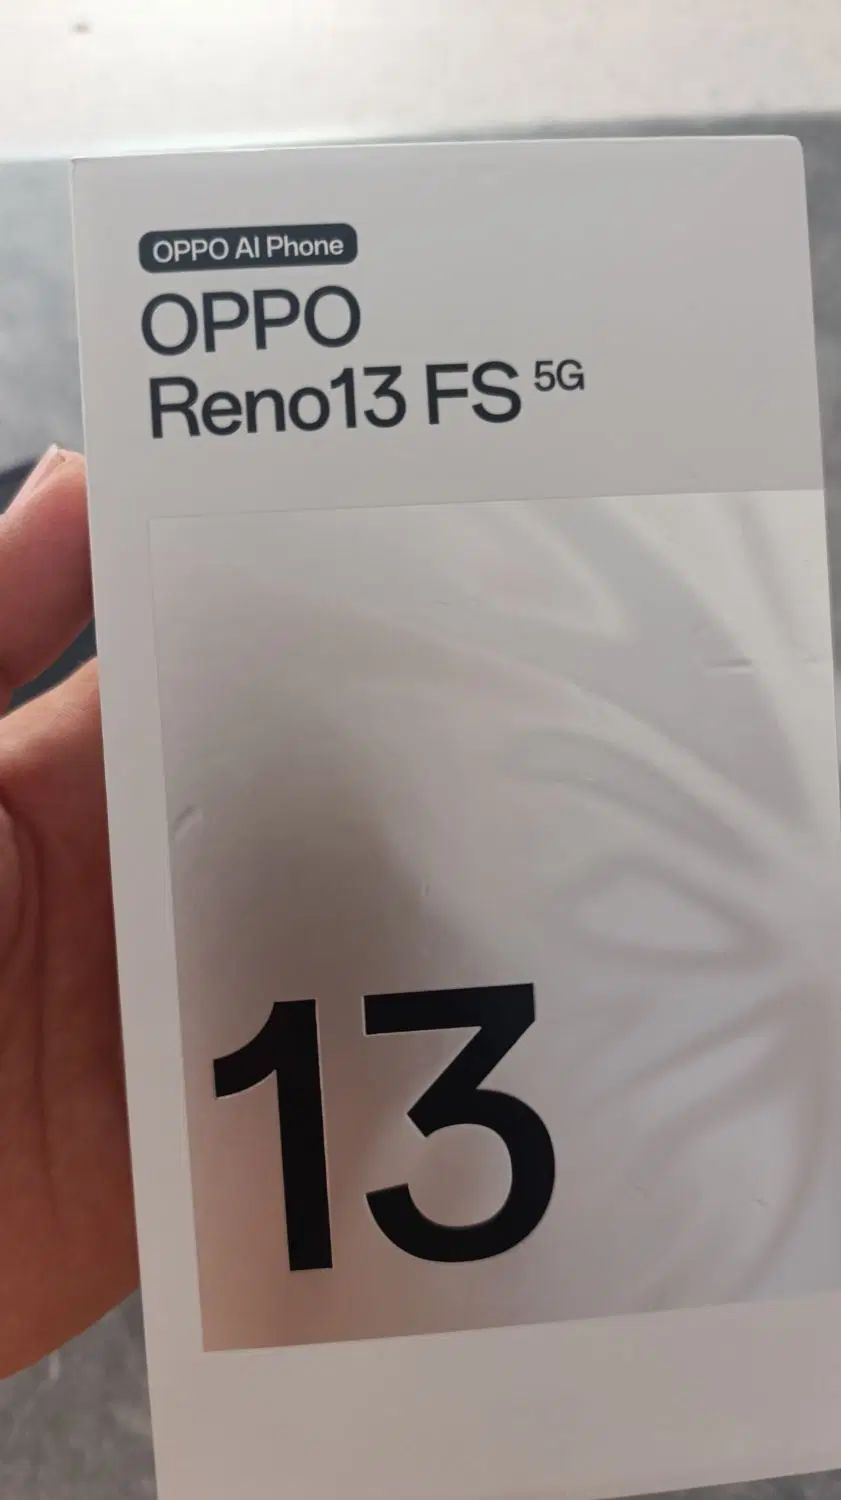 OPPO AI Phone
OPPO
Reno13 FS 5G
13